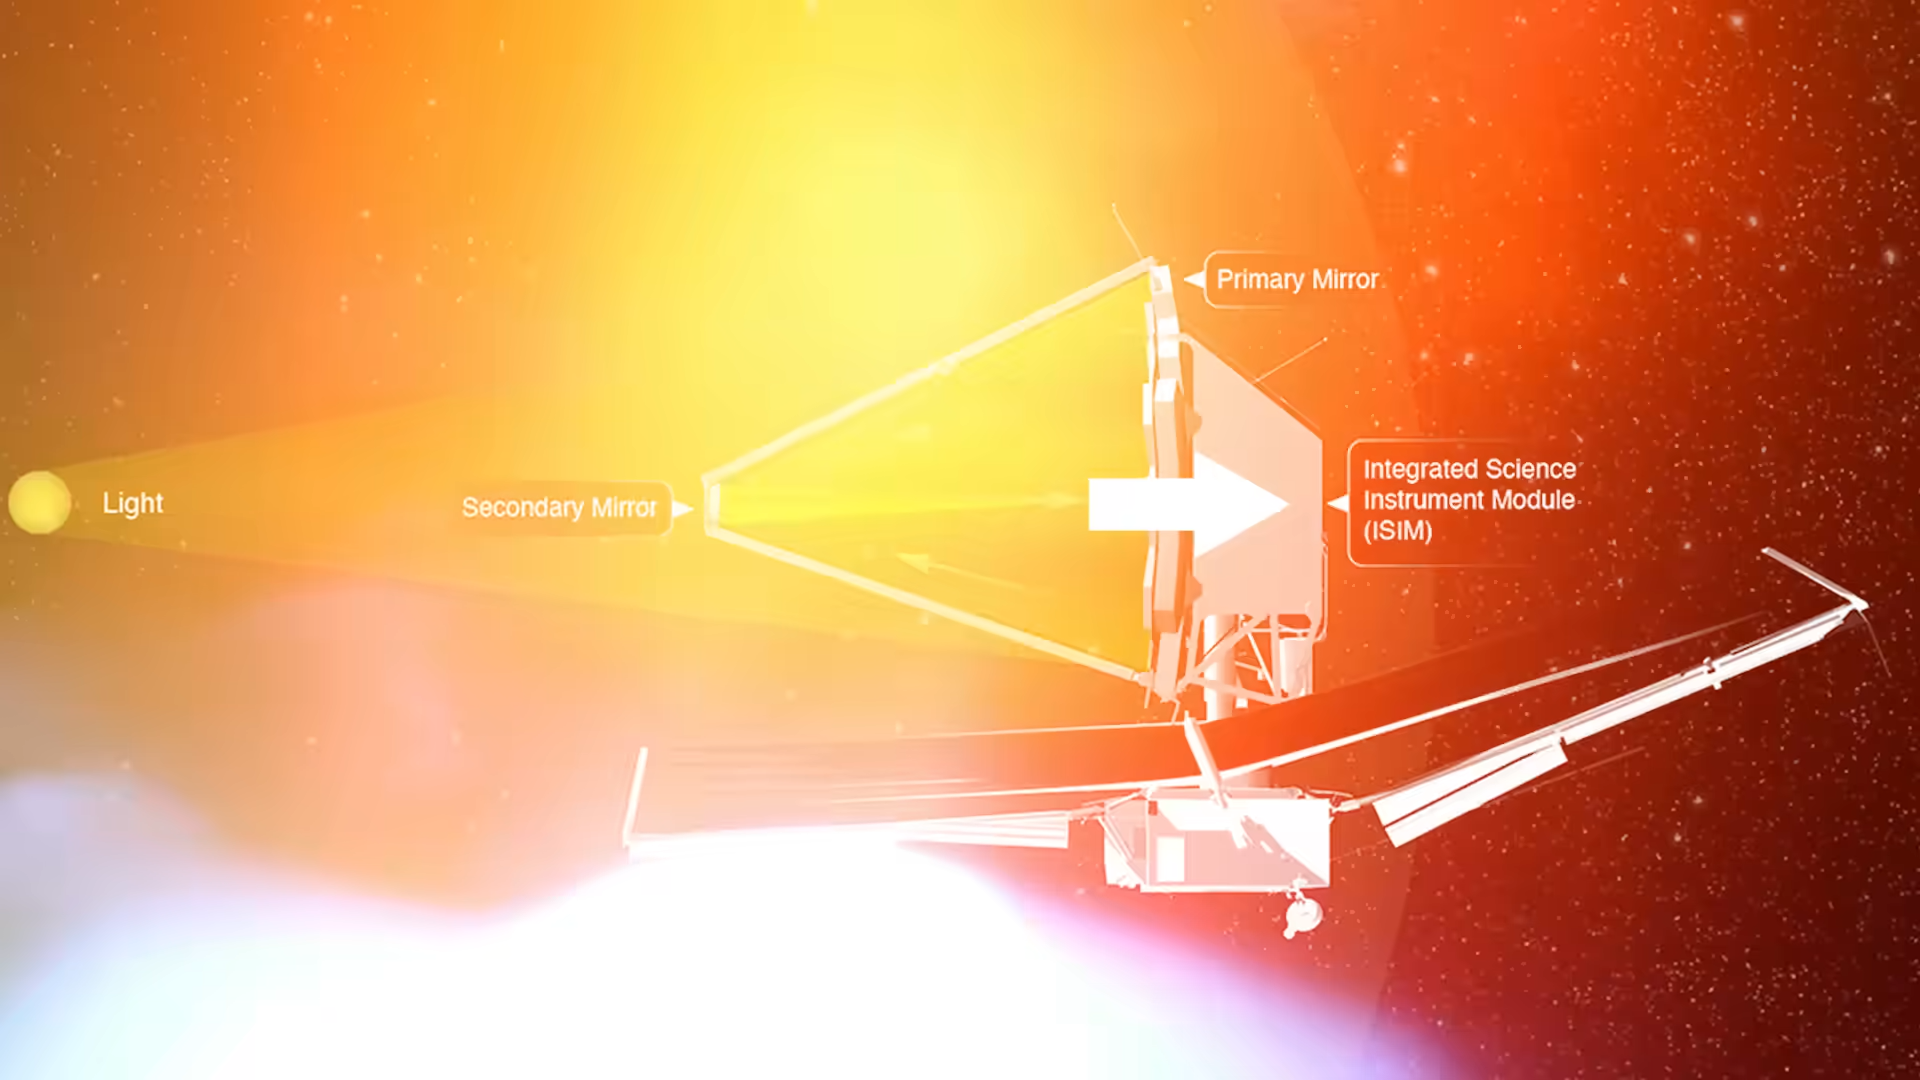 Primary Mirror
Light
Secondary Mirror
Integrated Science
Instrument Module
(ISIM)